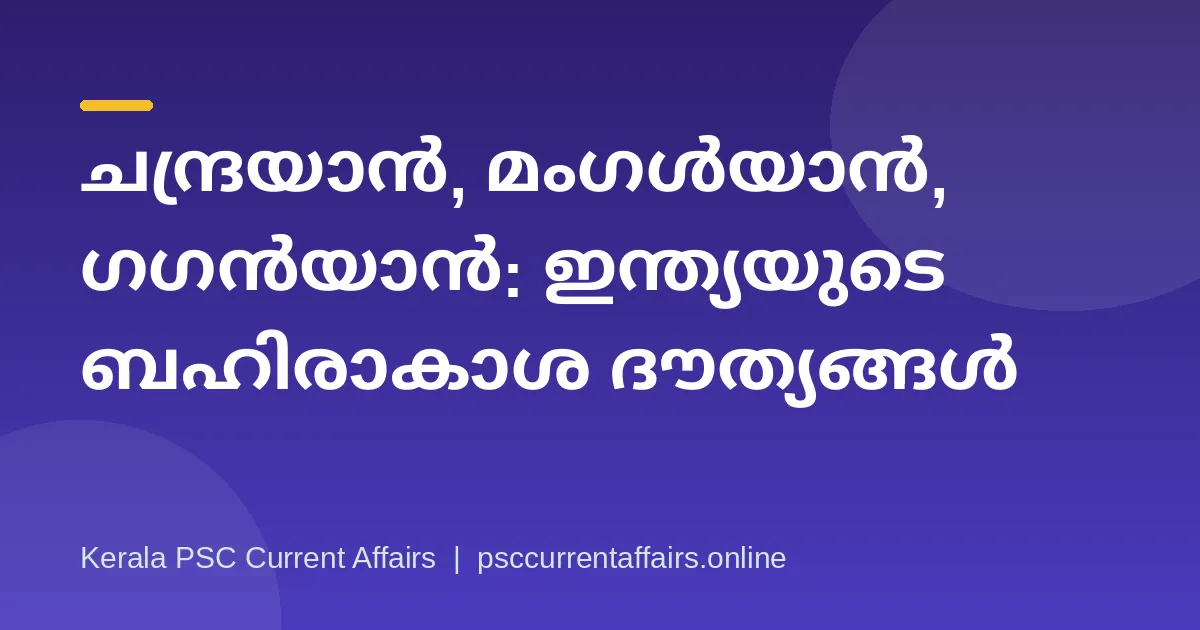 ചന്ദ്രയാൻ, മംഗൾയാൻ,
ഗഗൻയാൻ: ഇന്ത്യയുടെ
ബഹിരാകാശ ദൗത്യങ്ങൾ
Kerala PSC Current Affairs | psccurrentaffairs.online